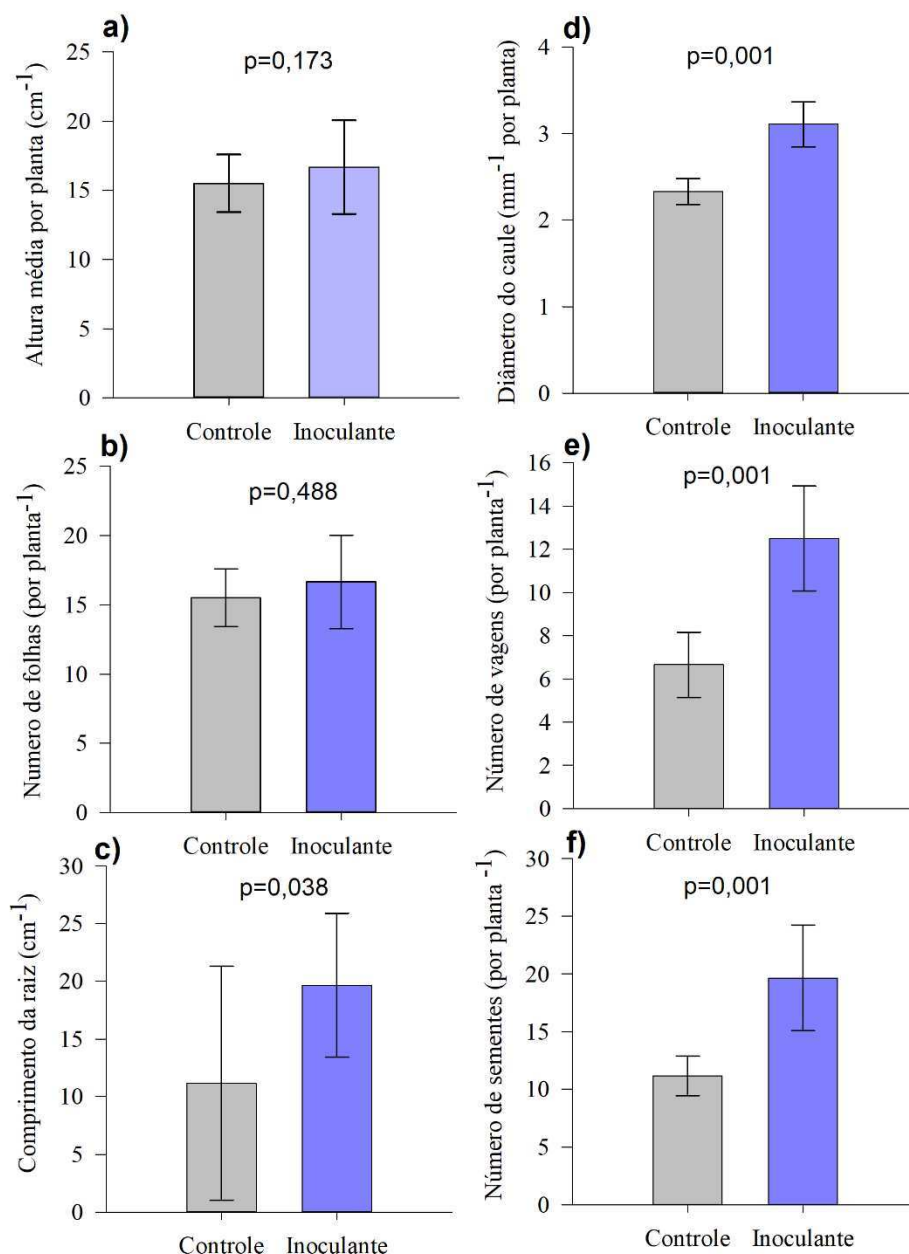 a)
p=0,173
Altura média por planta (cm⁻¹)
25
20
15
10
5
0
Controle Inoculante
b)
p=0,488
Numero de folhas (por planta⁻¹)
25
20
15
10
5
0
Controle Inoculante
c)
p=0,038
Comprimento da raiz (cm⁻¹)
30
25
20
15
10
5
0
Controle Inoculante
d)
p=0,001
Diâmetro do caule (mm⁻¹ por planta)
4
3
2
1
0
Controle Inoculante
e)
p=0,001
Número de vagens (por planta⁻¹)
16
14
12
10
8
6
4
2
0
Controle Inoculante
f)
p=0,001
Número de sementes (por planta ⁻¹)
30
25
20
15
10
5
0
Controle Inoculante